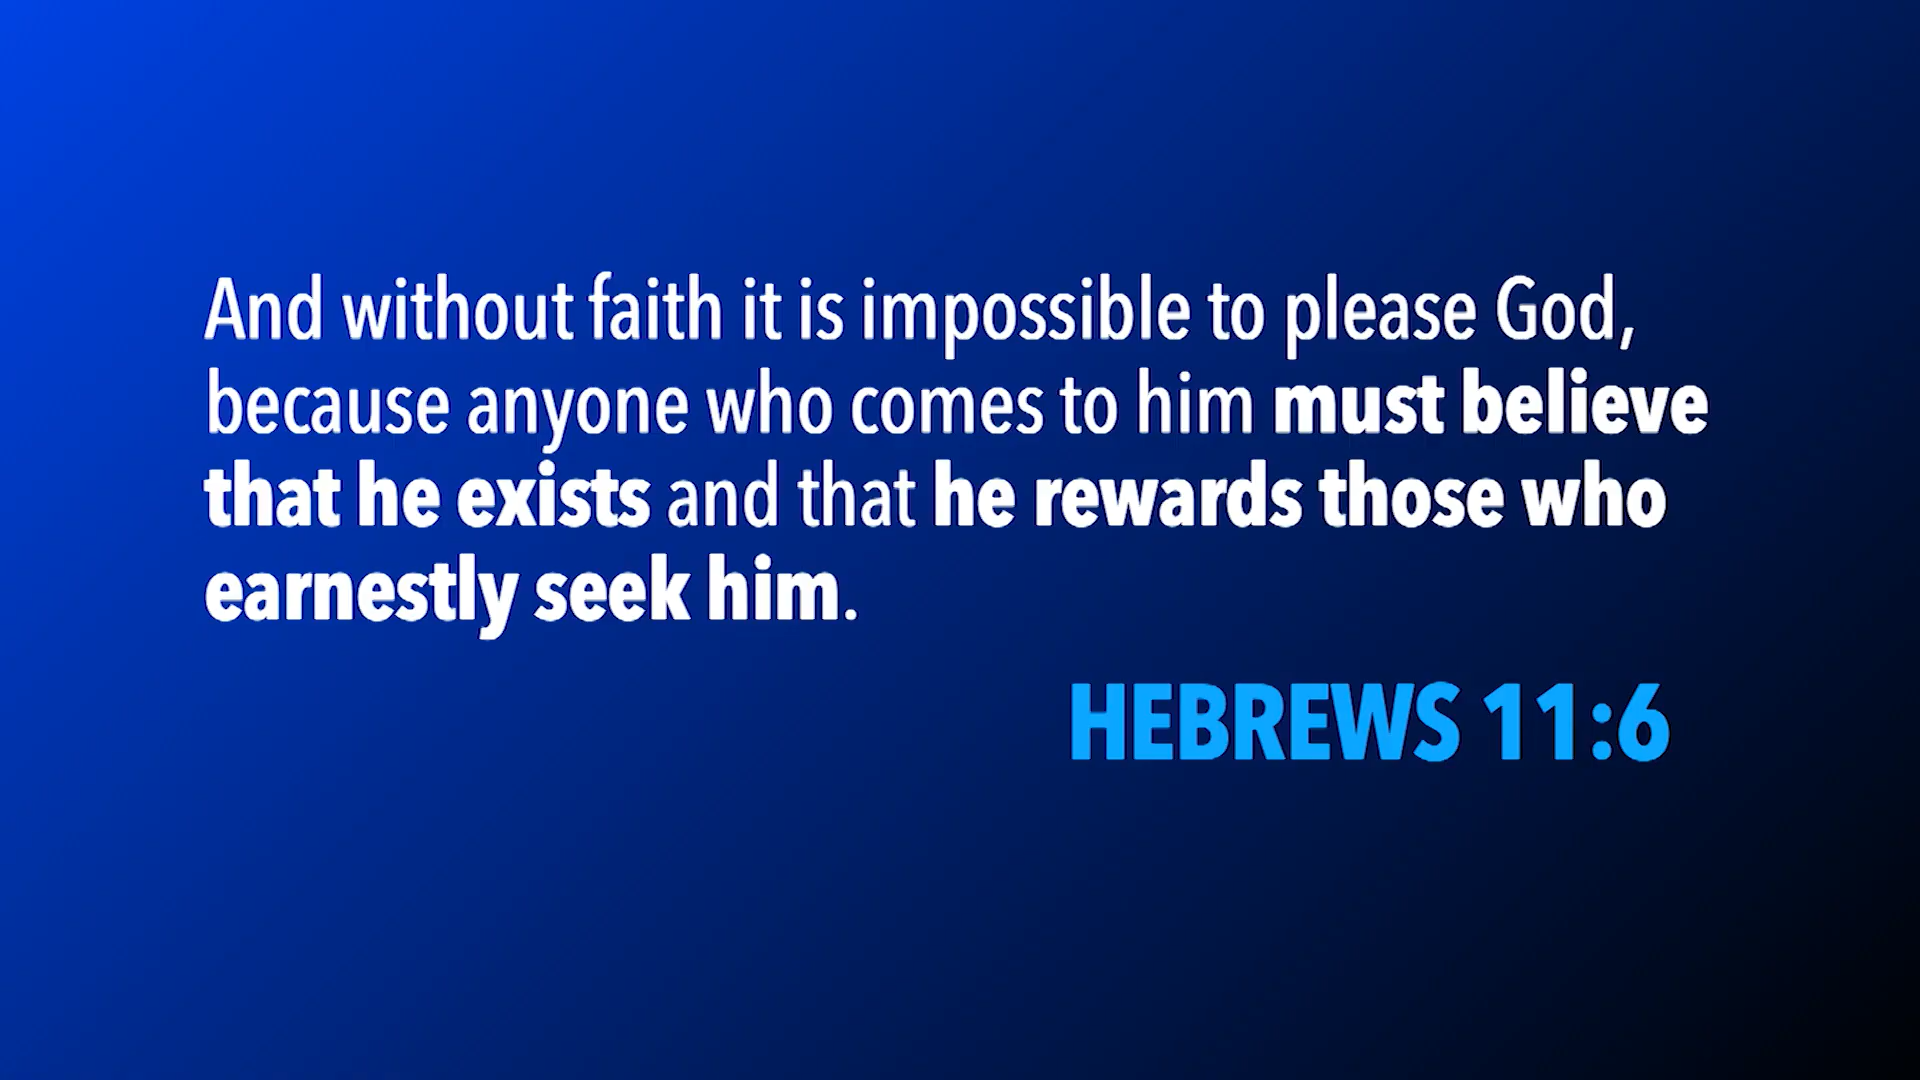 And without faith it is impossible to please God,
because anyone who comes to him must believe
that he exists and that he rewards those who
earnestly seek him.
HEBREWS 11:6